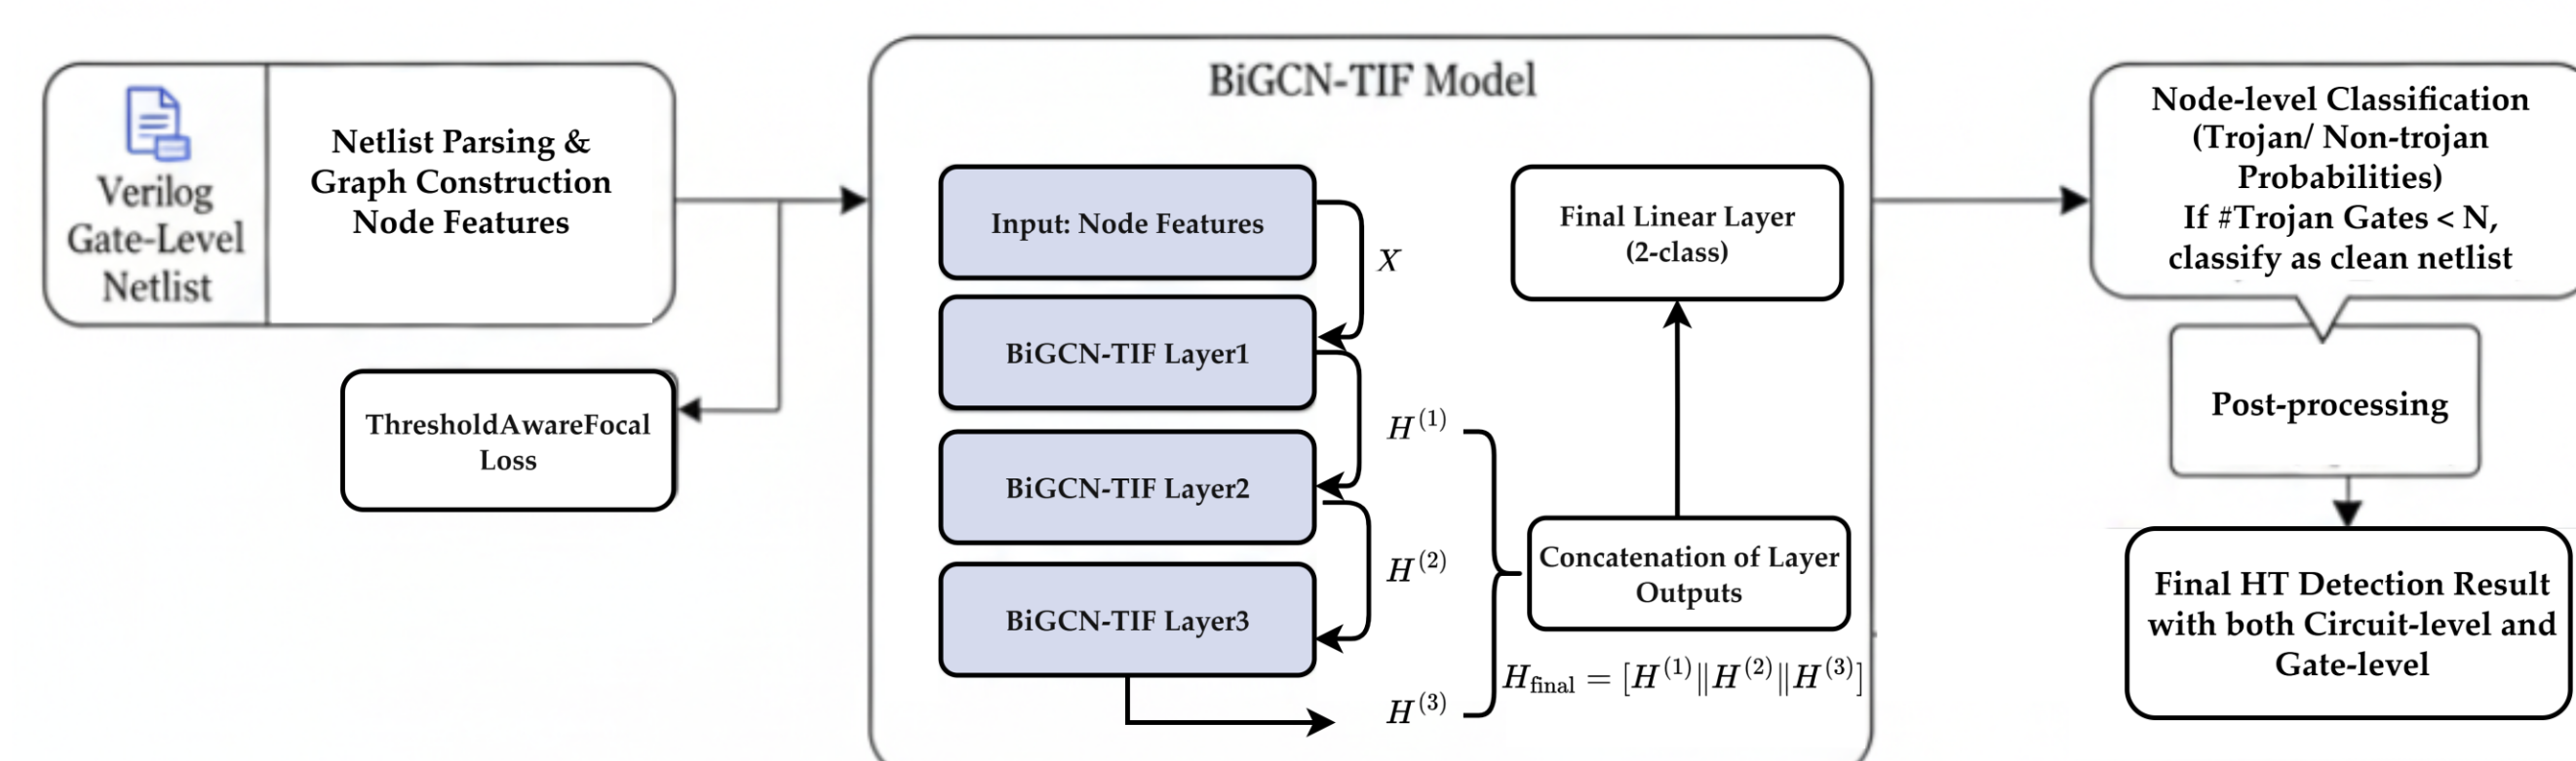 Verilog
Gate-Level
Netlist
Netlist Parsing &
Graph Construction
Node Features
ThresholdAwareFocal
Loss
BiGCN-TIF Model
Input: Node Features
X
BiGCN-TIF Layer1
H^{(1)}
BiGCN-TIF Layer2
H^{(2)}
BiGCN-TIF Layer3
H^{(3)}
Final Linear Layer
(2-class)
Concatenation of Layer
Outputs
H_{final} = [H^{(1)}||H^{(2)}||H^{(3)}]
Node-level Classification
(Trojan/ Non-trojan
Probabilities)
If #Trojan Gates < N,
classify as clean netlist
Post-processing
Final HT Detection Result
with both Circuit-level and
Gate-level